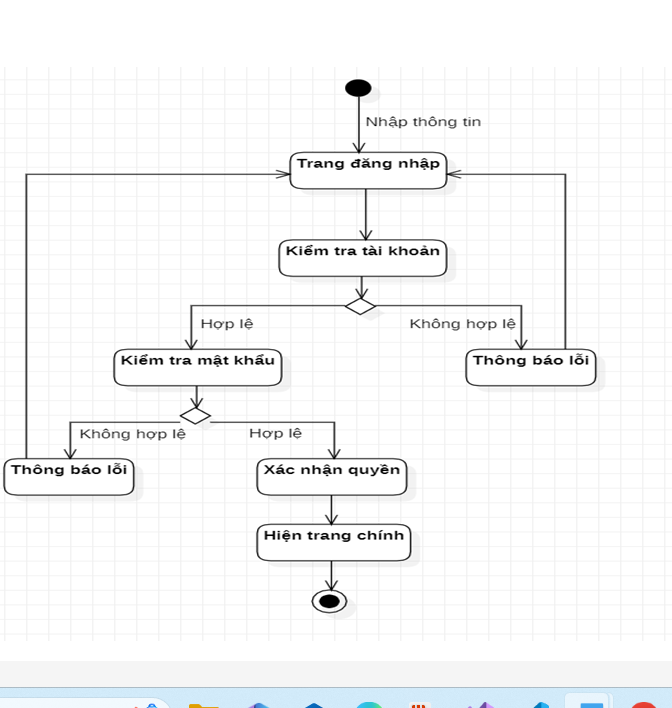 Nhập thông tin
Trang đăng nhập
Kiểm tra tài khoản
Hợp lệ
Không hợp lệ
Kiểm tra mật khẩu
Thông báo lỗi
Không hợp lệ
Hợp lệ
Thông báo lỗi
Xác nhận quyền
Hiện trang chính